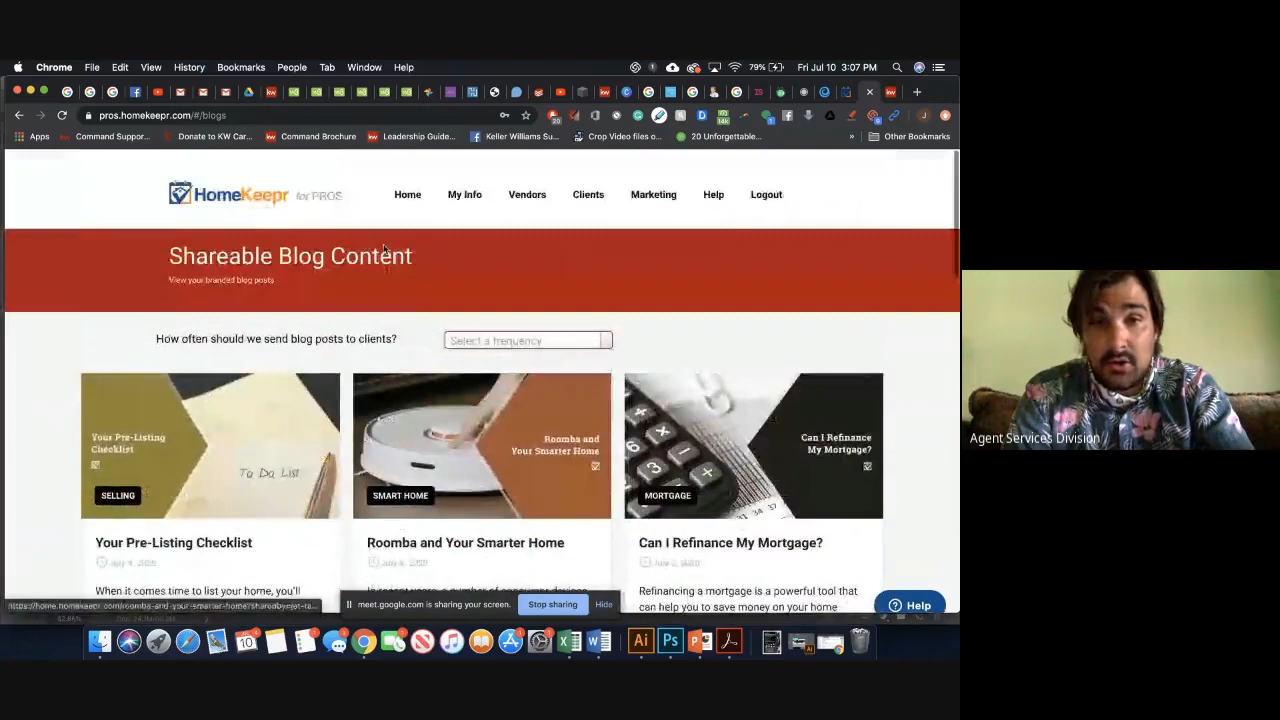 Chrome File Edit View History Bookmarks People Tab Window Help 79% Fri Jul 10 3:07 PM
pros.homekeepr.com/#/blogs
Apps Command Suppor... Donate to KW Car... Command Brochure Leadership Guide... Keller Williams Su... Crop Video files o... 20 Unforgettable... » Other Bookmarks
HomeKeepr for PROS Home My Info Vendors Clients Marketing Help Logout
Shareable Blog Content
View your branded blog posts
How often should we send blog posts to clients? Select a frequency
Your Pre-Listing
Checklist
To Do List
SELLING
Roomba and
Your Smarter Home
SMART HOME
Can I Refinance
My Mortgage?
MORTGAGE
Your Pre-Listing Checklist
When it comes time to list your home, you'll
Roomba and Your Smarter Home
Can I Refinance My Mortgage?
Refinancing a mortgage is a powerful tool that
can help you to save money on your home
meet.google.com is sharing your screen. Stop sharing Hide
Help
Agent Services Division